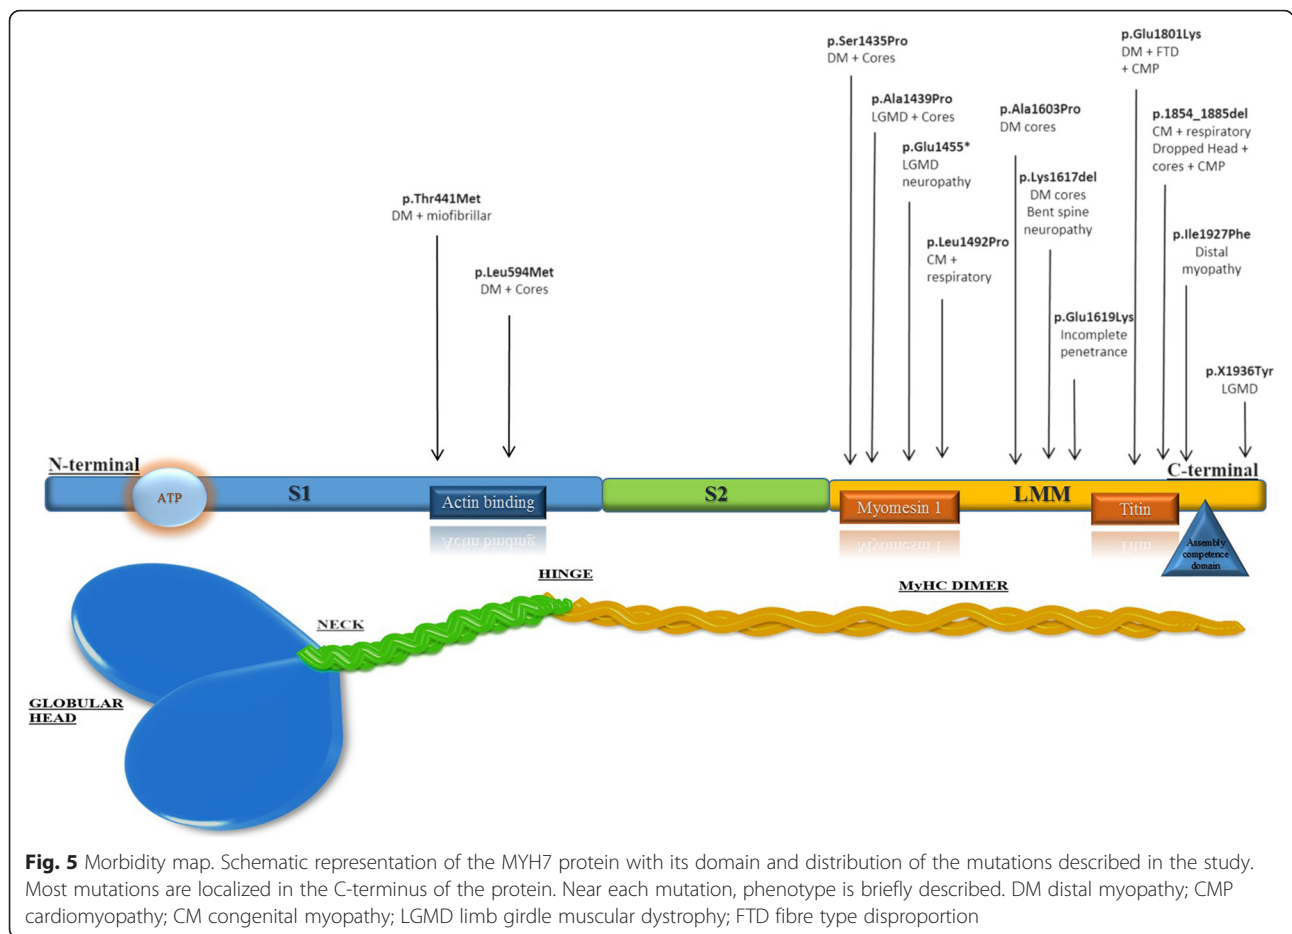 p.Ser1435Pro
DM + Cores
p.Ala1439Pro
LGMD + Cores
p.Glu1455*
LGMD
neuropathy
p.Leu1492Pro
CM +
respiratory
p.Ala1603Pro
DM cores
p.Lys1617del
DM cores
Bent spine
neuropathy
p.Glu1619Lys
Incomplete
penetrance
p.Glu1801Lys
DM + FTD
+ CMP
p.1854_1885del
CM + respiratory
Dropped Head +
cores + CMP
p.Ile1927Phe
Distal
myopathy
p.X1936Tyr
LGMD
p.Thr441Met
DM + miofibrillar
p.Leu594Met
DM + Cores
N-terminal
C-terminal
ATP
S1
Actin binding
S2
Myomesin 1
LMM
Titin
Assembly
competence
domain
HINGE
MyHC DIMER
NECK
GLOBULAR
HEAD
Fig. 5 Morbidity map. Schematic representation of the MYH7 protein with its domain and distribution of the mutations described in the study.
Most mutations are localized in the C-terminus of the protein. Near each mutation, phenotype is briefly described. DM distal myopathy; CMP
cardiomyopathy; CM congenital myopathy; LGMD limb girdle muscular dystrophy; FTD fibre type disproportion